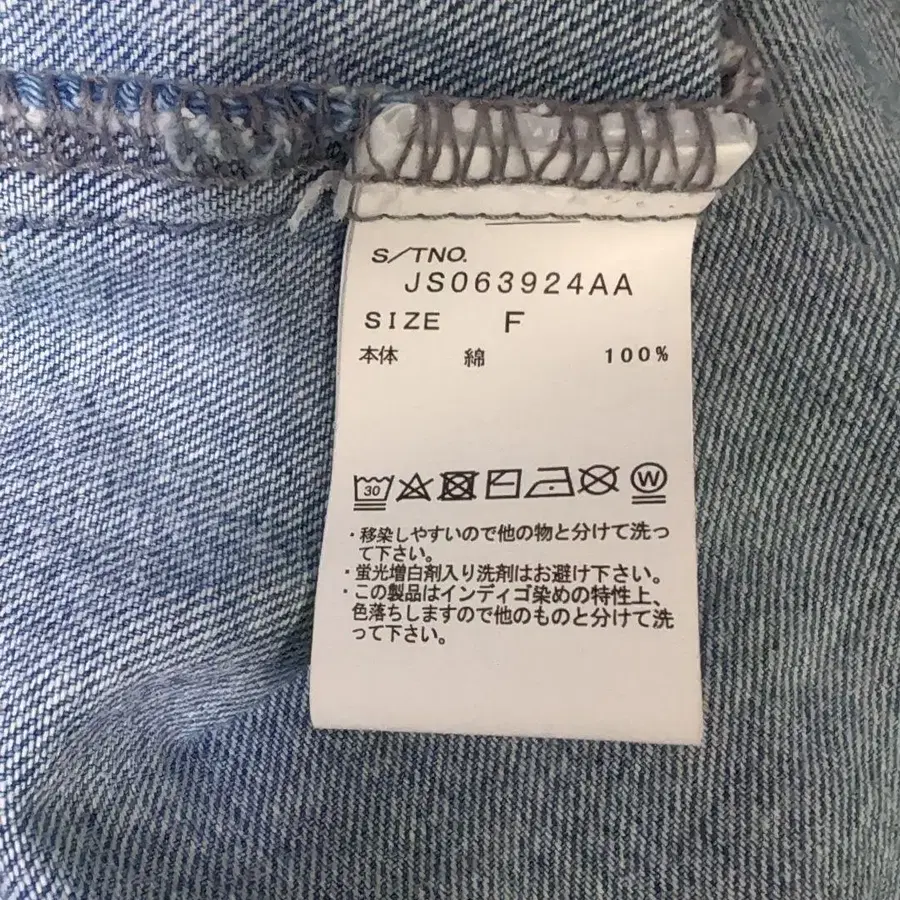 S/TNO.
JS063924AA
SIZE F
本体 綿 100%
30 W
・移染しやすいので他の物と分けて洗っ
て下さい。
・蛍光増白剤入り洗剤はお避け下さい。
・この製品はインディゴ染めの特性上、
色落ちしますので他のものと分けて洗
って下さい。